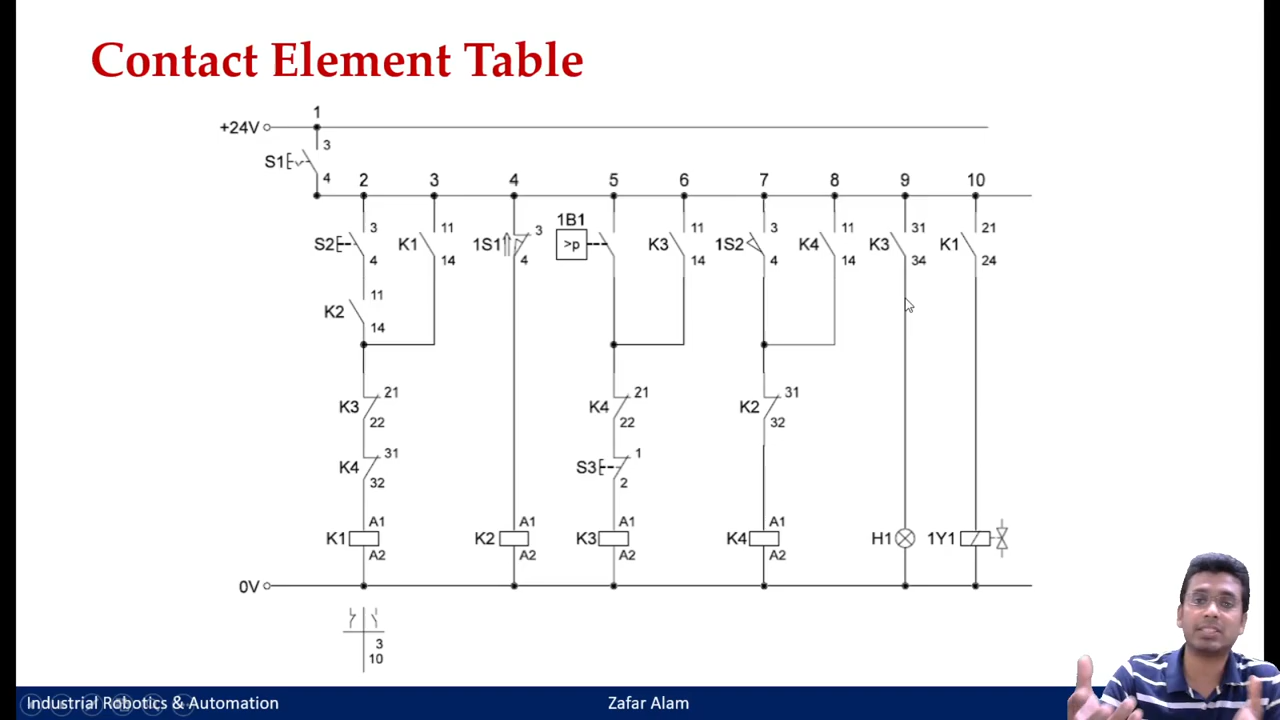 Contact Element Table
1
+24V
3
S1
4
2 3 4 5 6 7 8 9 10
1B1
3 11 3 11 3 11 31 21
S2 K1 1S1 >p K3 1S2 K4 K3 K1
4 14 4 14 4 14 34 24
11
K2
14
21 21 31
K3 K4 K2
22 22 32
31 1
K4 S3
32 2
A1 A1 A1 A1
K1 K2 K3 K4 H1 1Y1
A2 A2 A2 A2
0V
3
10
Industrial Robotics & Automation Zafar Alam